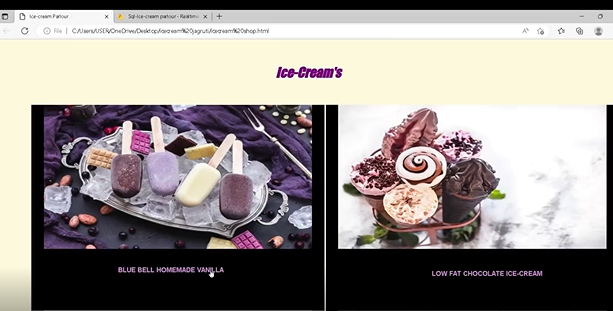 Ice-cream Parlour
Sql-Ice-cream parlour - Realtime
File
C:/Users/USER/OneDrive/Desktop/icecream%20jagruti/icecream%20shop.html
Ice-Cream's
BLUE BELL HOMEMADE VANILLA
LOW FAT CHOCOLATE ICE-CREAM